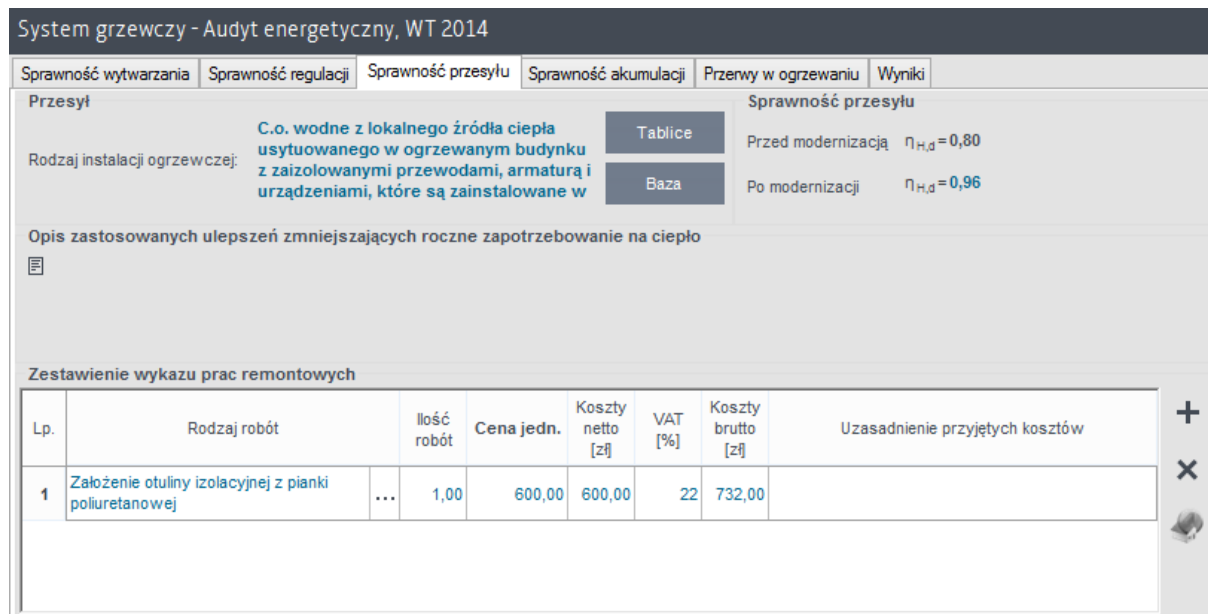 System grzewczy - Audyt energetyczny, WT 2014
Sprawność wytwarzania Sprawność regulacji Sprawność przesyłu Sprawność akumulacji Przerwy w ogrzewaniu Wyniki
Przesył
Rodzaj instalacji ogrzewczej:
C.o. wodne z lokalnego źródła ciepła
usytuowanego w ogrzewanym budynku
z zaizolowanymi przewodami, armaturą i
urządzeniami, które są zainstalowane w
Tablice
Baza
Sprawność przesyłu
Przed modernizacją η H,d = 0,80
Po modernizacji η H,d = 0,96
Opis zastosowanych ulepszeń zmniejszających roczne zapotrzebowanie na ciepło
Zestawienie wykazu prac remontowych
Lp.
Rodzaj robót
Ilość
robót
Cena jedn.
Koszty
netto
[zł]
VAT
[%]
Koszty
brutto
[zł]
Uzasadnienie przyjętych kosztów
1
Założenie otuliny izolacyjnej z pianki
poliuretanowej
...
1,00
600,00
600,00
22
732,00